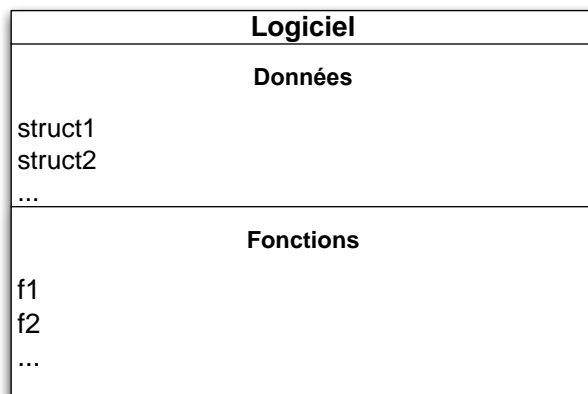 Logiciel
Données
struct1
struct2
...
Fonctions
f1
f2
...